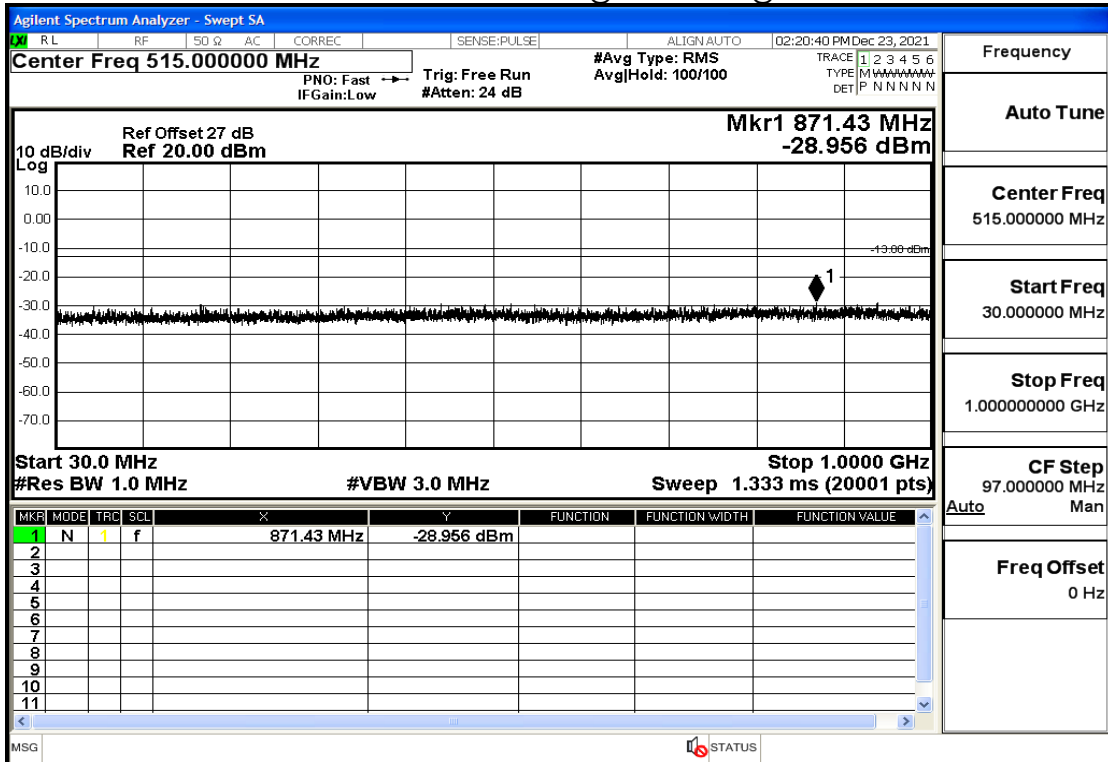 Agilent Spectrum Analyzer - Swept SA
LXI RL RF 50 Ω AC CORREC SENSE:PULSE ALIGN AUTO 02:20:40 PM Dec 23, 2021
Center Freq 515.000000 MHz
PNO: Fast
IFGain:Low
Trig: Free Run
#Atten: 24 dB
#Avg Type: RMS
Avg|Hold: 100/100
TRACE 1 2 3 4 5 6
TYPE M WWWWW
DET P N N N N N
Ref Offset 27 dB
10 dB/div Ref 20.00 dBm
Log
Mkr1 871.43 MHz
-28.956 dBm
10.0
0.00
-10.0
-13.00 dBm
-20.0
1
-30.0
-40.0
-50.0
-60.0
-70.0
Start 30.0 MHz Stop 1.0000 GHz
#Res BW 1.0 MHz #VBW 3.0 MHz Sweep 1.333 ms (20001 pts)
MKR MODE TRC SCL X Y FUNCTION FUNCTION WIDTH FUNCTION VALUE
1 N 1 f 871.43 MHz -28.956 dBm
2
3
4
5
6
7
8
9
10
11
MSG STATUS
Frequency
Auto Tune
Center Freq
515.000000 MHz
Start Freq
30.000000 MHz
Stop Freq
1.000000000 GHz
CF Step
97.000000 MHz
Auto Man
Freq Offset
0 Hz